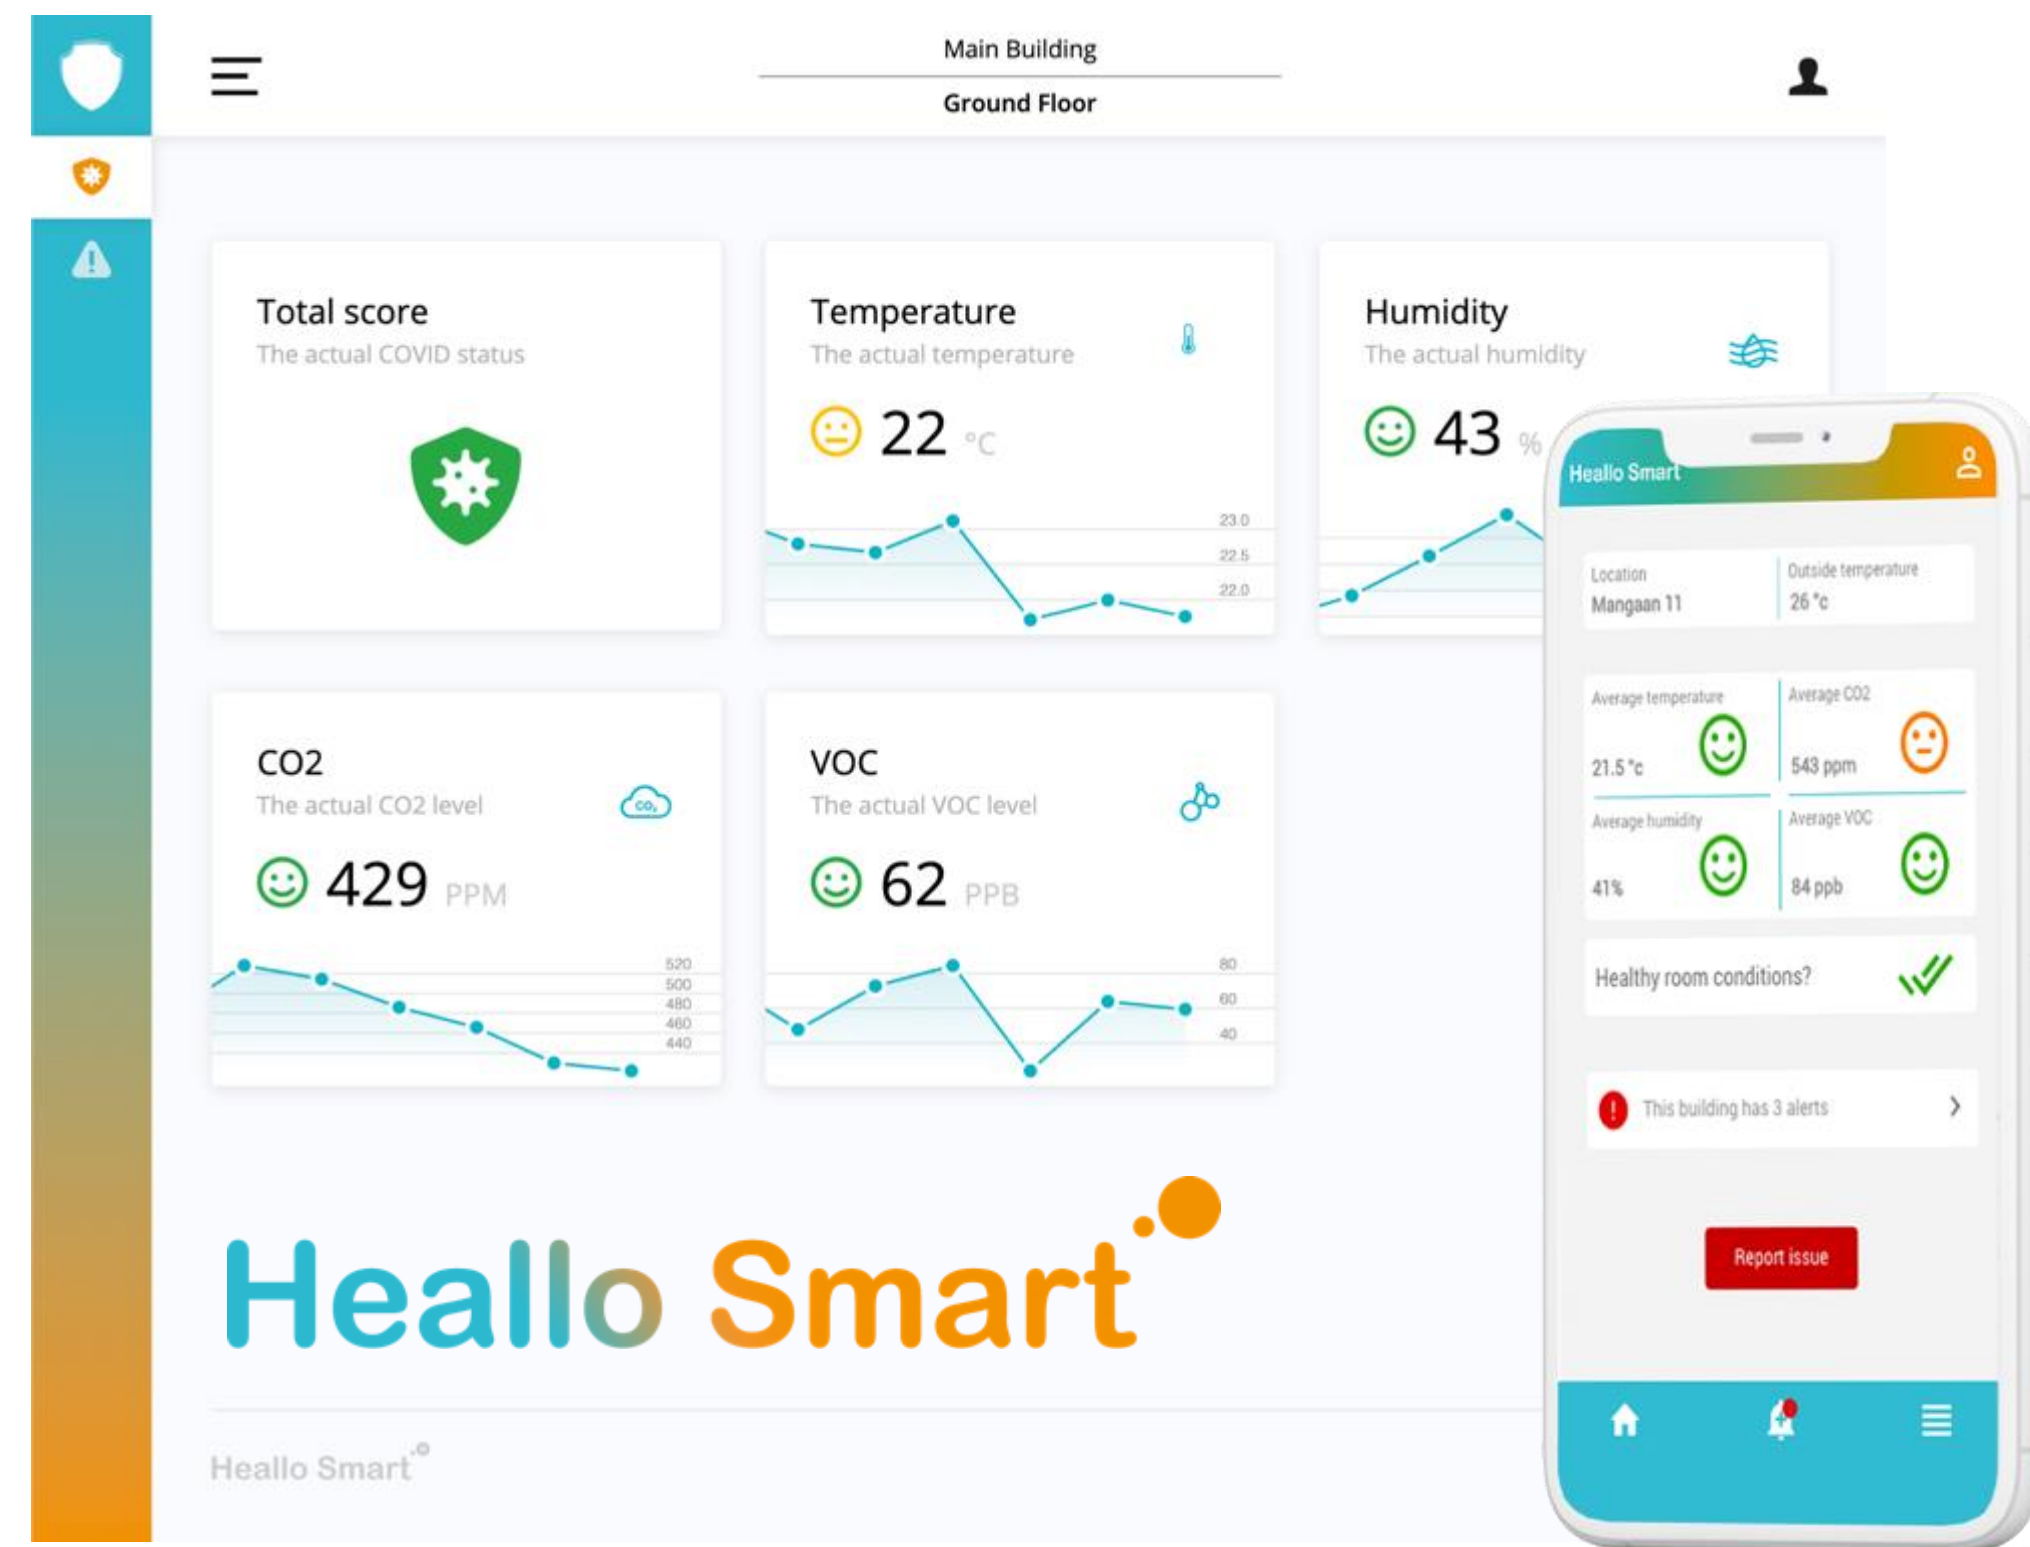 Main Building
Ground Floor
Total score
The actual COVID status
Temperature
The actual temperature
22 °C
23.0
22.5
22.0
Humidity
The actual humidity
43 %
CO2
The actual CO2 level
CO₂
429 PPM
520
500
480
460
440
VOC
The actual VOC level
62 PPB
80
60
40
Heallo Smart
Heallo Smart
Heallo Smart
Location
Mangaan 11
Outside temperature
26 °c
Average temperature
21.5 °c
Average CO2
543 ppm
Average humidity
41%
Average VOC
84 ppb
Healthy room conditions?
This building has 3 alerts
Report issue